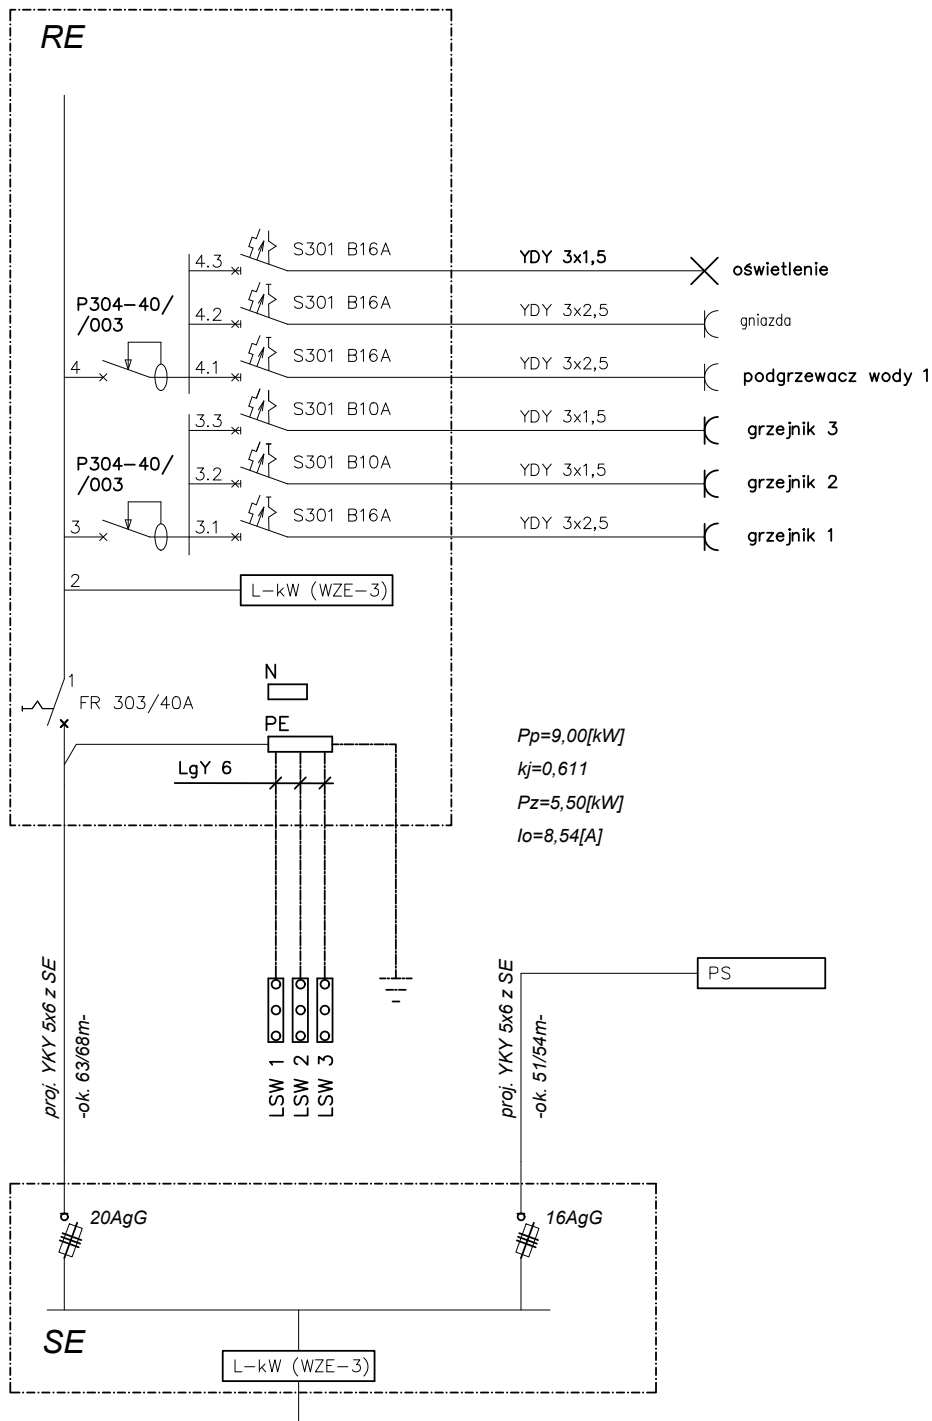 RE
4.3 S301 B16A YDY 3x1,5 oświetlenie
P304-40/
/003
4.2 S301 B16A YDY 3x2,5 gniazda
4 4.1 S301 B16A YDY 3x2,5 podgrzewacz wody 1
3.3 S301 B10A YDY 3x1,5 grzejnik 3
P304-40/
/003
3.2 S301 B10A YDY 3x1,5 grzejnik 2
3 3.1 S301 B16A YDY 3x2,5 grzejnik 1
2 L-kW (WZE-3)
1
FR 303/40A
N
PE
LgY 6
Pp=9,00[kW]
kj=0,611
Pz=5,50[kW]
Io=8,54[A]
proj. YKY 5x6 z SE
-ok. 63/68m-
LSW 1
LSW 2
LSW 3
proj. YKY 5x6 z SE
-ok. 51/54m-
PS
20AgG
16AgG
SE
L-kW (WZE-3)